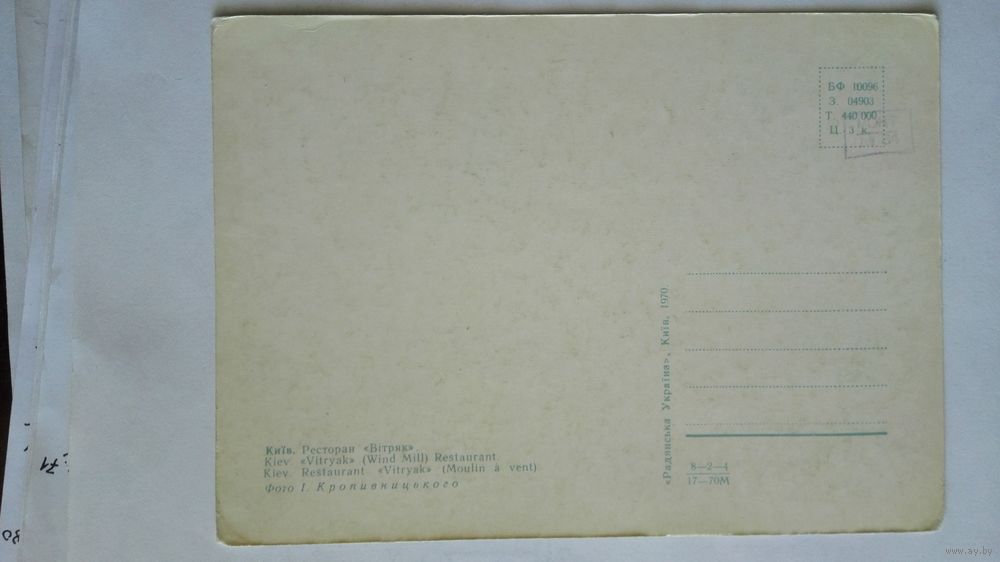 БФ 10096
З. 04903
Т. 440 000
Ц. 3 к.
«Радянська Україна», Київ, 1970.
Київ. Ресторан «Вітряк».
Kiev. «Vitryak» (Wind Mill) Restaurant.
Kiev. Restaurant «Vitryak» (Moulin à vent)
Фото І. Кропивницького
8—2—4
17—70М
71
www.ay.by